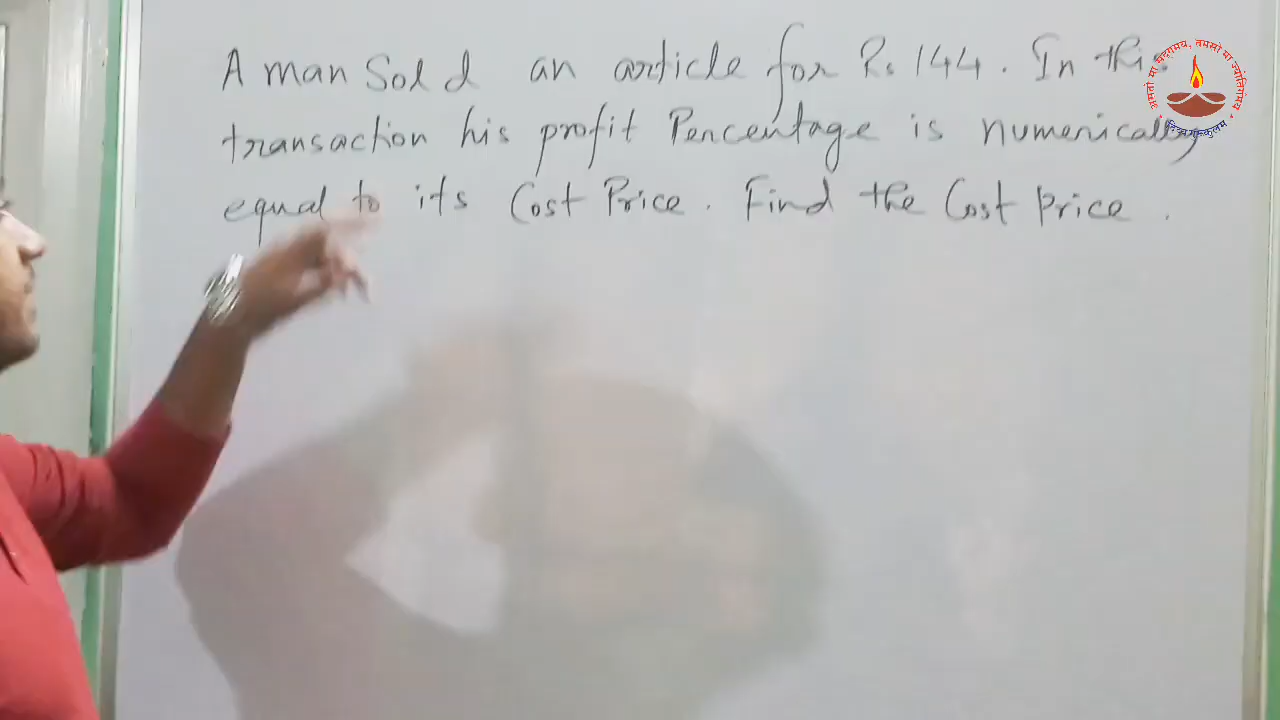 A man Sold an article for Rs 144. In this
transaction his profit Percentage is numerically
equal to its Cost Price. Find the Cost price.